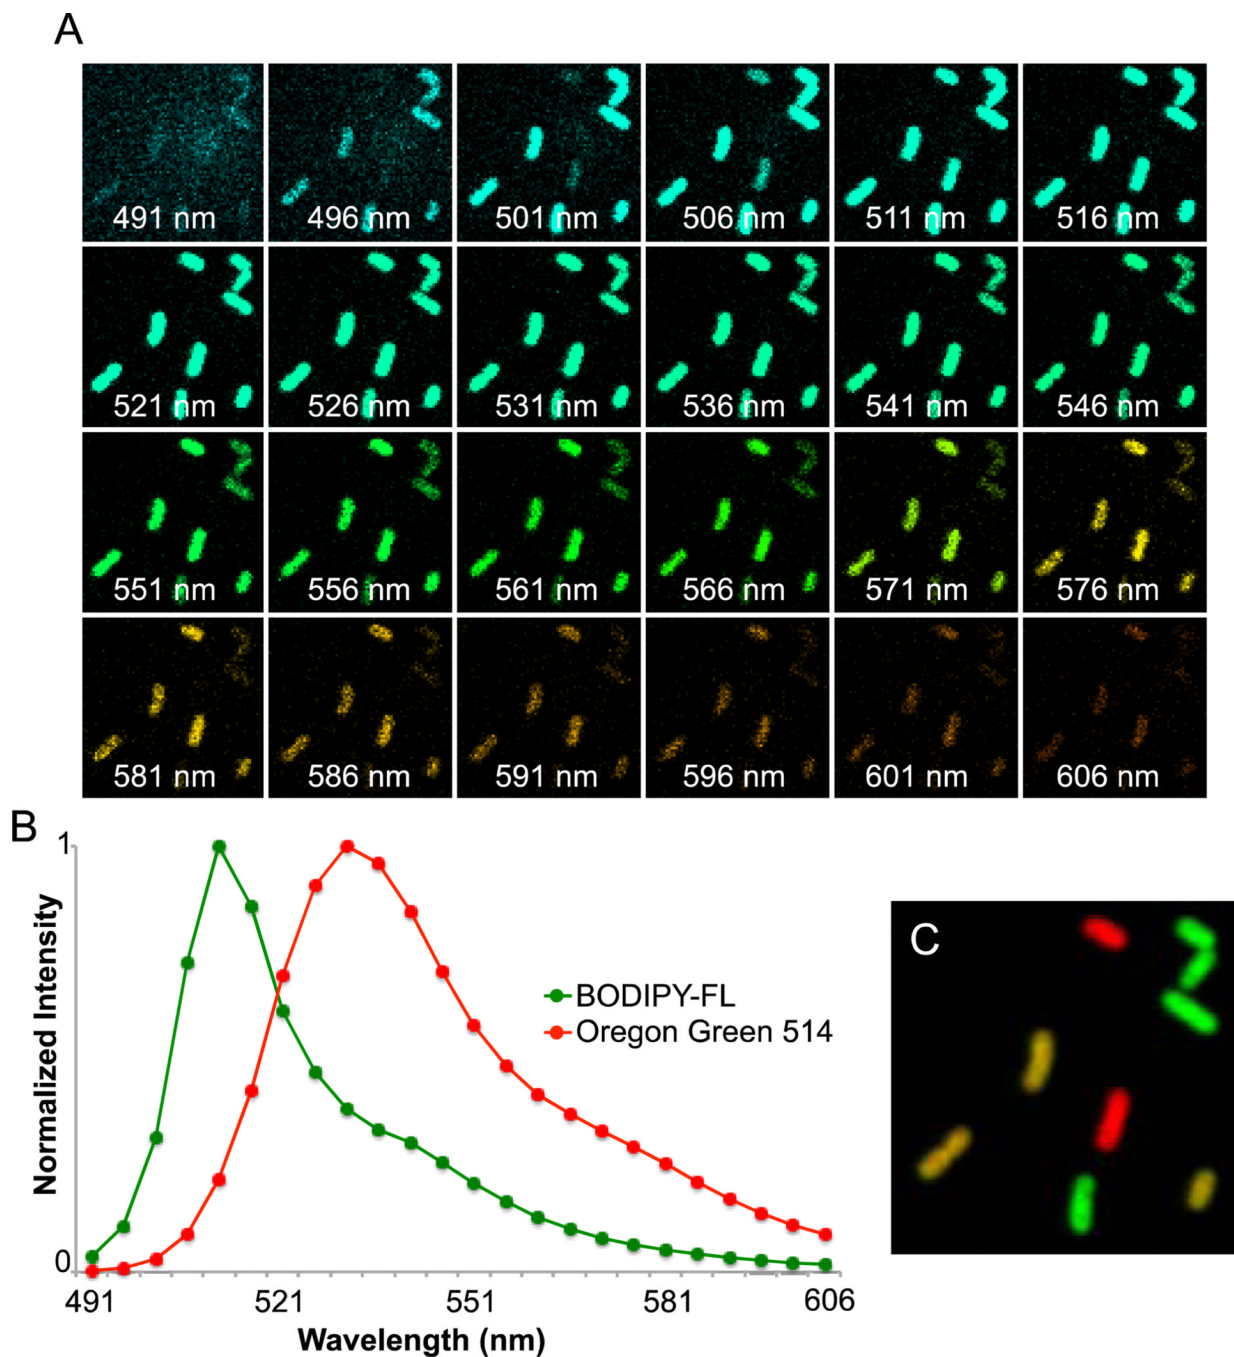 A
491 nm 496 nm 501 nm 506 nm 511 nm 516 nm
521 nm 526 nm 531 nm 536 nm 541 nm 546 nm
551 nm 556 nm 561 nm 566 nm 571 nm 576 nm
581 nm 586 nm 591 nm 596 nm 601 nm 606 nm
B
1
Normalized Intensity
BODIPY-FL
Oregon Green 514
0
491 521 551 581 606
Wavelength (nm)
C